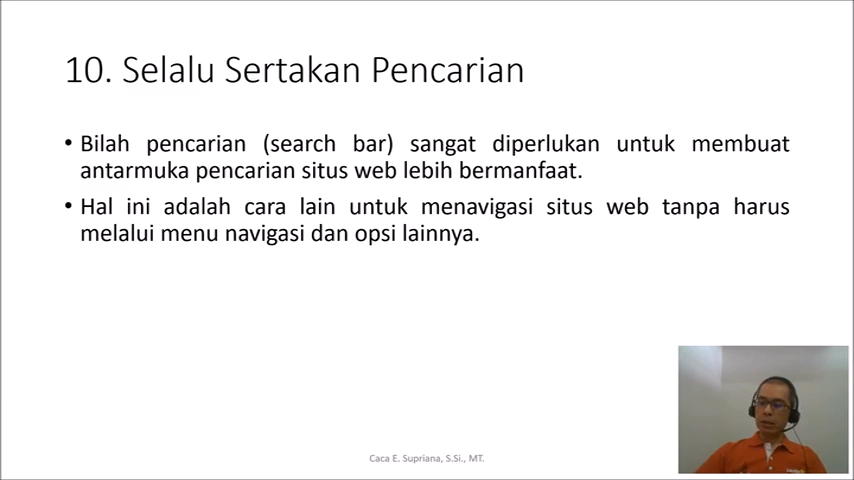 10. Selalu Sertakan Pencarian
• Bilah pencarian (search bar) sangat diperlukan untuk membuat
antarmuka pencarian situs web lebih bermanfaat.
• Hal ini adalah cara lain untuk menavigasi situs web tanpa harus
melalui menu navigasi dan opsi lainnya.
Caca E. Supriana, S.Si., MT.